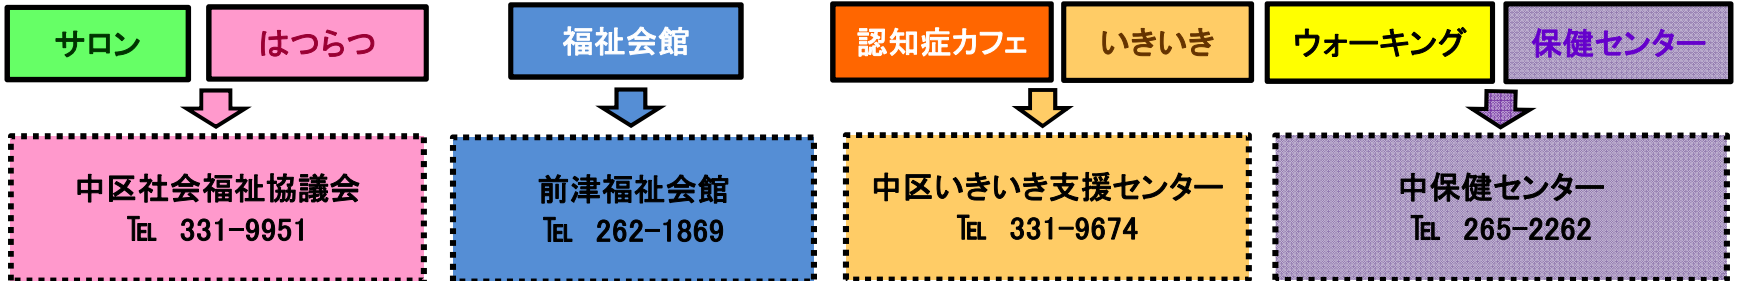 サロン
はつらつ
福祉会館
認知症カフェ
いきいき
ウォーキング
保健センター
中区社会福祉協議会
℡ 331-9951
前津福祉会館
℡ 262-1869
中区いきいき支援センター
℡ 331-9674
中保健センター
℡ 265-2262